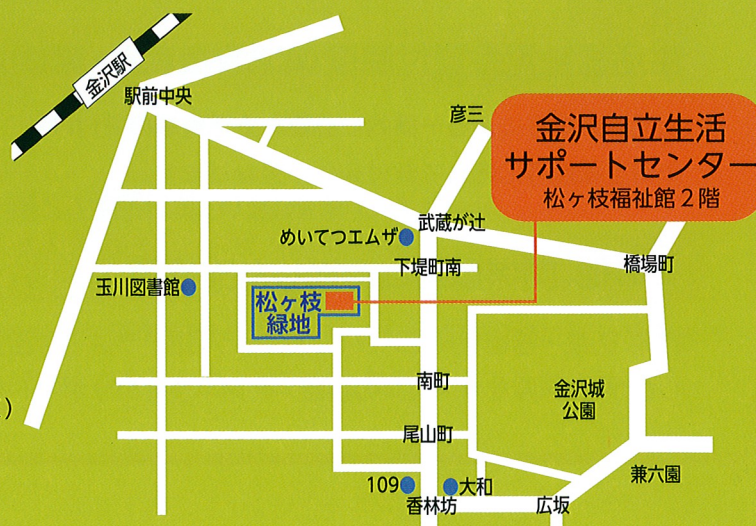 金沢駅
駅前中央
彦三
金沢自立生活
サポートセンター
松ヶ枝福祉館2階
武蔵が辻
めいてつエムザ
下堤町南
橋場町
玉川図書館
松ヶ枝
緑地
南町
金沢城
公園
)
尾山町
兼六園
109
大和
香林坊
広坂